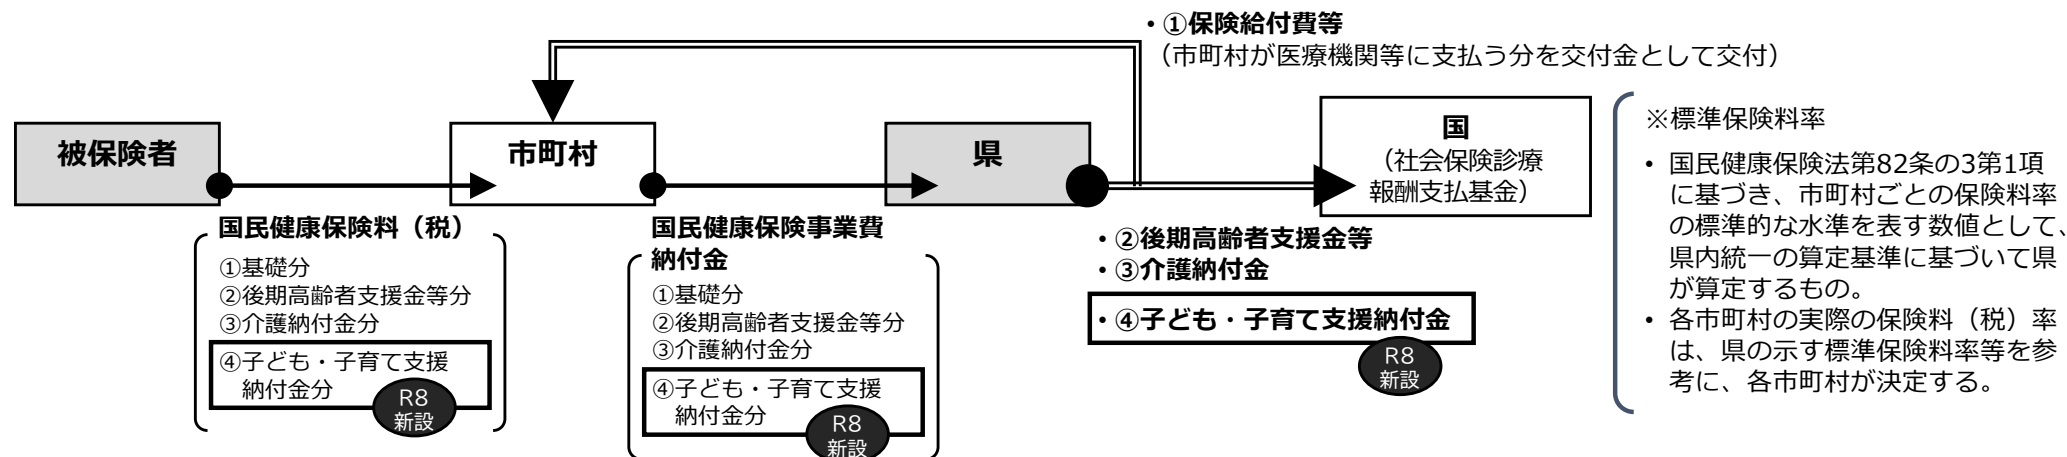 ・①保険給付費等
（市町村が医療機関等に支払う分を交付金として交付）
被保険者
市町村
県
国
（社会保険診療
報酬支払基金）
国民健康保険料（税）
①基礎分
②後期高齢者支援金等分
③介護納付金分
④子ども・子育て支援
納付金分
R8
新設
国民健康保険事業費
納付金
①基礎分
②後期高齢者支援金等分
③介護納付金分
④子ども・子育て支援
納付金分
R8
新設
・②後期高齢者支援金等
・③介護納付金
・④子ども・子育て支援納付金
R8
新設
※標準保険料率
• 国民健康保険法第82条の3第1項
に基づき、市町村ごとの保険料率
の標準的な水準を表す数値として、
県内統一の算定基準に基づいて県
が算定するもの。
• 各市町村の実際の保険料（税）率
は、県の示す標準保険料率等を参
考に、各市町村が決定する。